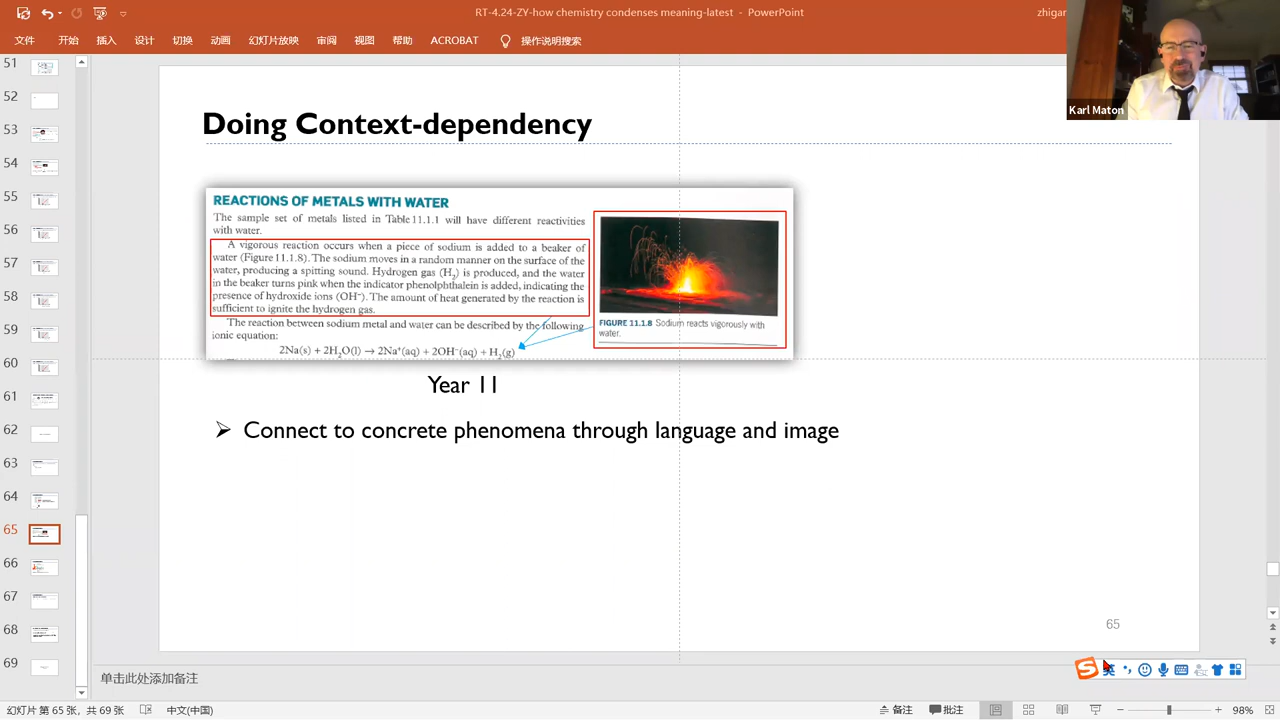 RT-4.24-ZY-how chemistry condenses meaning-latest - PowerPoint
zhigar
文件 开始 插入 设计 切换 动画 幻灯片放映 审阅 视图 帮助 ACROBAT 操作说明搜索
Karl Maton
51
52
53
54
55
56
57
58
59
60
61
62
63
64
65
66
67
68
69
Doing Context-dependency
REACTIONS OF METALS WITH WATER
The sample set of metals listed in Table 11.1.1 will have different reactivities
with water.
A vigorous reaction occurs when a piece of sodium is added to a beaker of
water (Figure 11.1.8). The sodium moves in a random manner on the surface of the
water, producing a spitting sound. Hydrogen gas (H₂) is produced, and the water
in the beaker turns pink when the indicator phenolphthalein is added, indicating the
presence of hydroxide ions (OH⁻). The amount of heat generated by the reaction is
sufficient to ignite the hydrogen gas.
The reaction between sodium metal and water can be described by the following
ionic equation:
2Na(s) + 2H₂O(l) → 2Na⁺(aq) + 2OH⁻(aq) + H₂(g)
FIGURE 11.1.8 Sodium reacts vigorously with
water.
Year 11
Connect to concrete phenomena through language and image
65
英
单击此处添加备注
幻灯片 第 65 张，共 69 张 中文(中国) 备注 批注 98%